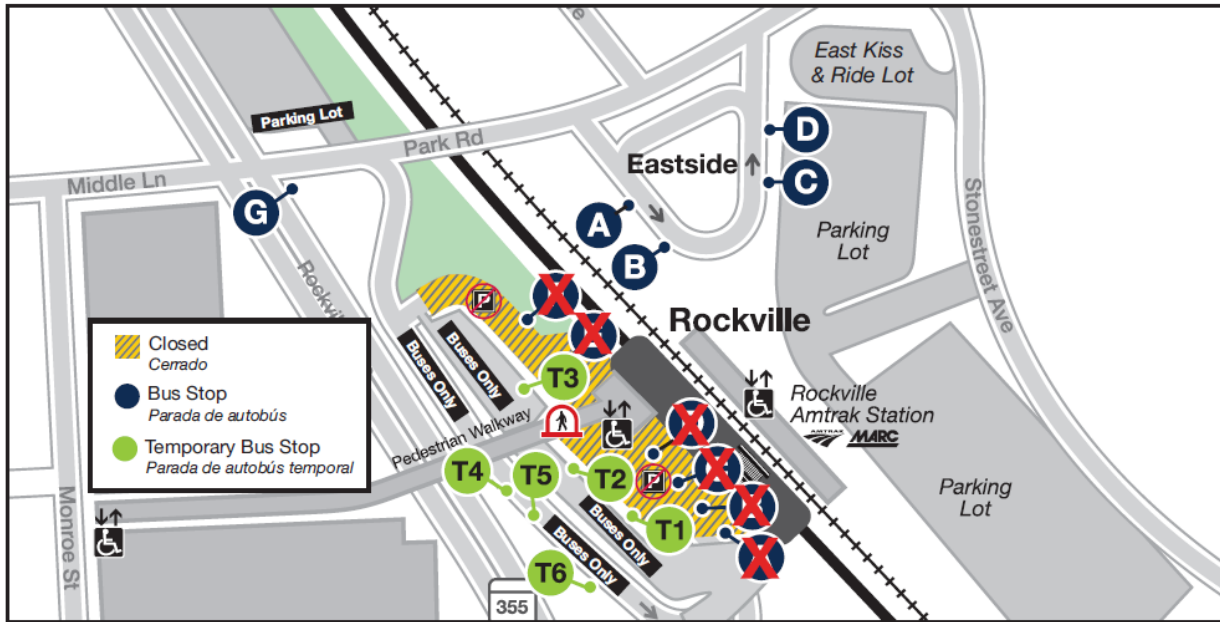 East Kiss
& Ride Lot
Parking Lot
Park Rd
D
Eastside
Middle Ln
C
G
A
Stonestreet Ave
Parking
Lot
B
P
X
X
Rockville
Closed
Cerrado
Bus Stop
Parada de autobús
Temporary Bus Stop
Parada de autobús temporal
Buses Only
Buses Only
T3
Rockville
Amtrak Station
AMTRAK
MARC
Pedestrian Walkway
X
T4
T5
T2
P
X
Parking
Lot
Monroe St
T1
X
Buses Only
Buses Only
X
T6
355